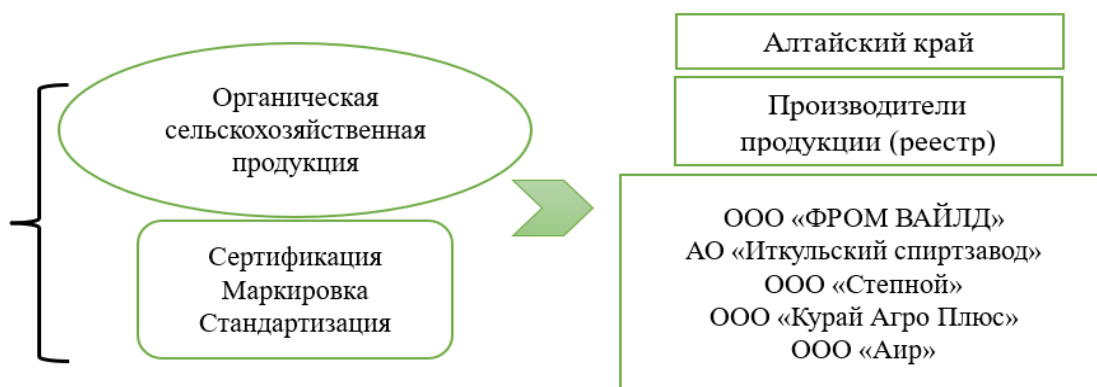 Органическая
сельскохозяйственная
продукция
Сертификация
Маркировка
Стандартизация
Алтайский край
Производители
продукции (реестр)
ООО «ФРОМ ВАЙЛД»
АО «Иткульский спиртзавод»
ООО «Степной»
ООО «Курай Агро Плюс»
ООО «Аир»